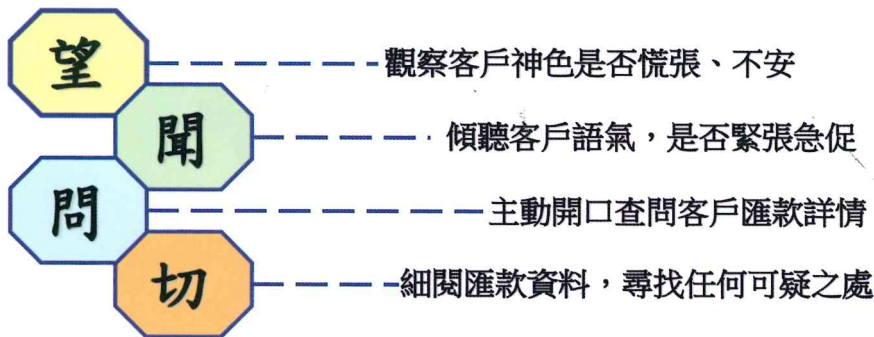 望 觀察客戶神色是否慌張、不安
聞 傾聽客戶語氣，是否緊張急促
問 主動開口查問客戶匯款詳情
切 細閱匯款資料，尋找任何可疑之處